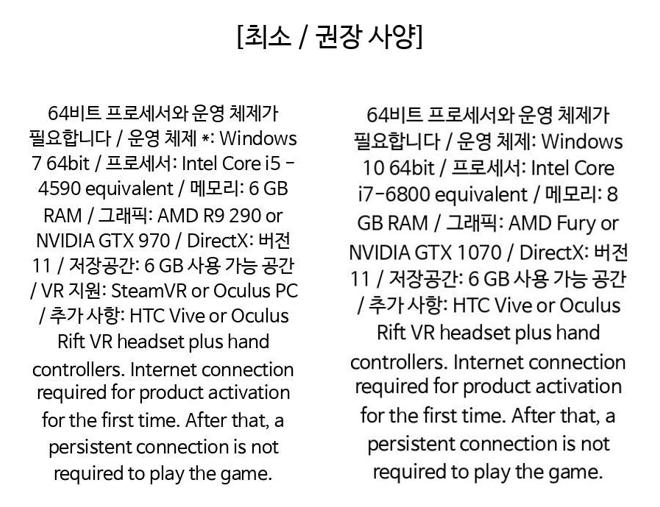 [최소 / 권장 사양]
64비트 프로세서와 운영 체제가
필요합니다 / 운영 체제 *: Windows
7 64bit / 프로세서: Intel Core i5 -
4590 equivalent / 메모리: 6 GB
RAM / 그래픽: AMD R9 290 or
NVIDIA GTX 970 / DirectX: 버전
11 / 저장공간: 6 GB 사용 가능 공간
/ VR 지원: SteamVR or Oculus PC
/ 추가 사항: HTC Vive or Oculus
Rift VR headset plus hand
controllers. Internet connection
required for product activation
for the first time. After that, a
persistent connection is not
required to play the game.
64비트 프로세서와 운영 체제가
필요합니다 / 운영 체제: Windows
10 64bit / 프로세서: Intel Core
i7-6800 equivalent / 메모리: 8
GB RAM / 그래픽: AMD Fury or
NVIDIA GTX 1070 / DirectX: 버전
11 / 저장공간: 6 GB 사용 가능 공간
/ 추가 사항: HTC Vive or Oculus
Rift VR headset plus hand
controllers. Internet connection
required for product activation
for the first time. After that, a
persistent connection is not
required to play the game.